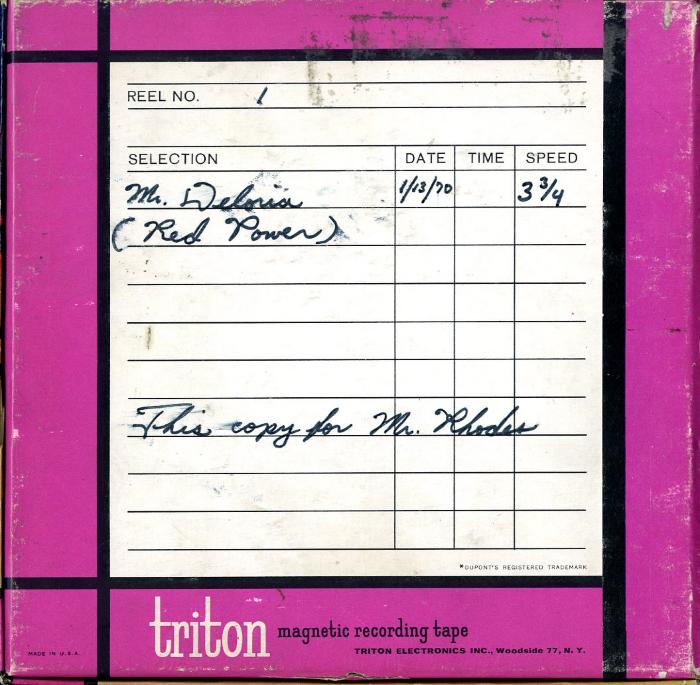 REEL NO. 1
SELECTION DATE TIME SPEED
Mr. Deloria 1/13/70 3 3/4
(Red Power)
This copy for Mr. Rhodes
*DUPONT'S REGISTERED TRADEMARK
triton magnetic recording tape
MADE IN U.S.A. TRITON ELECTRONICS INC., Woodside 77, N.Y.